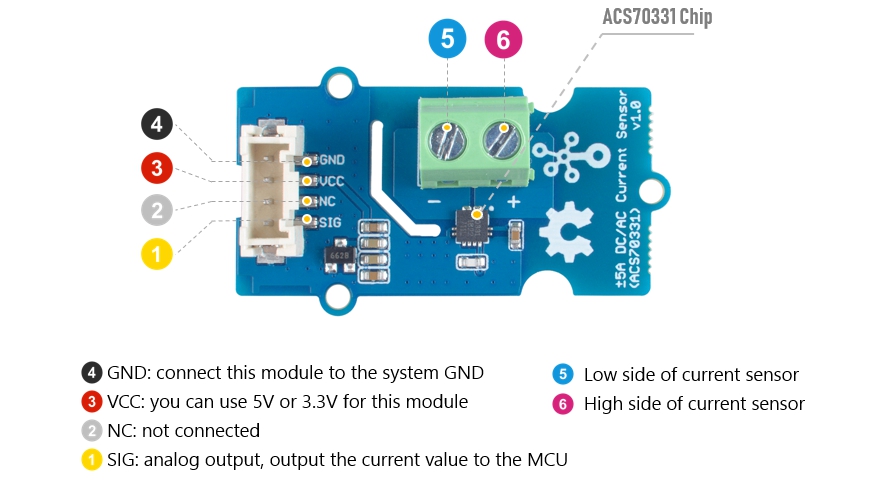 ACS70331 Chip
5
6
4
3
2
1
GND
VCC
NC
SIG
- +
662B
±5A DC/AC Current Sensor
(ACS70331) v1.0
4 GND: connect this module to the system GND
3 VCC: you can use 5V or 3.3V for this module
2 NC: not connected
1 SIG: analog output, output the current value to the MCU
5 Low side of current sensor
6 High side of current sensor